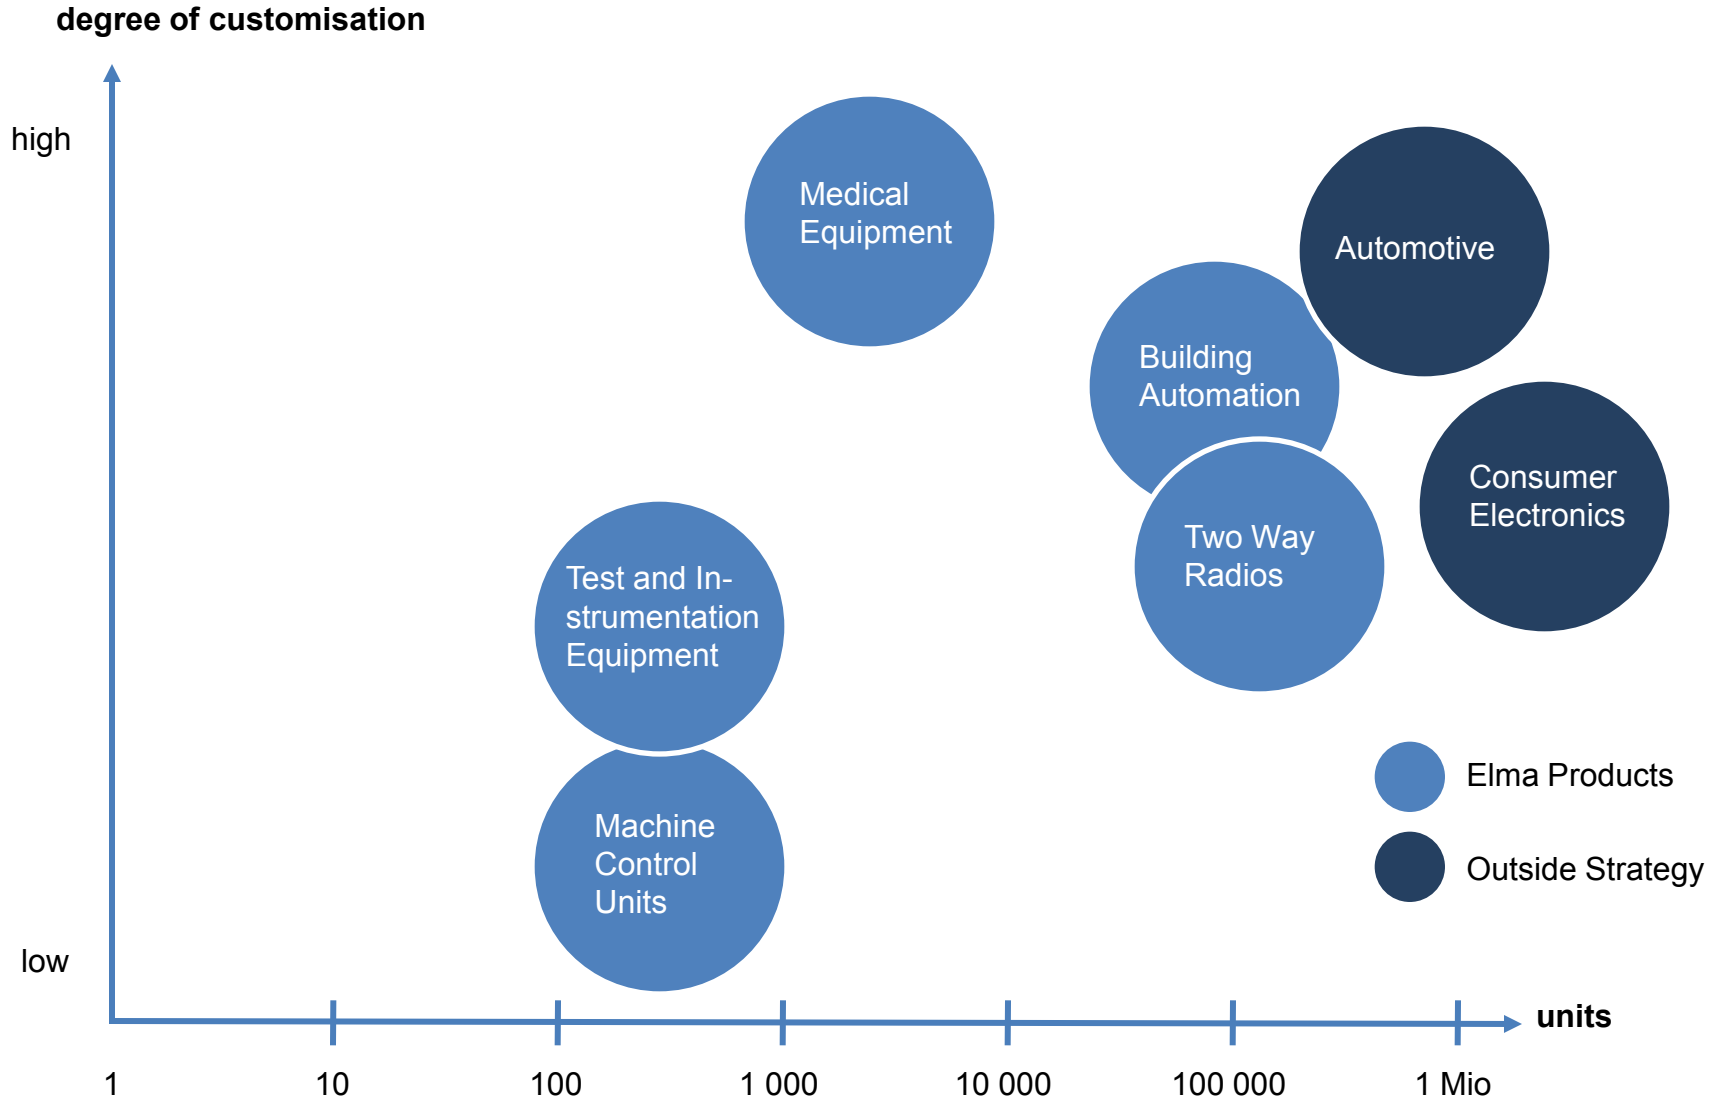 degree of customisation
high
Medical
Equipment
Automotive
Building
Automation
Consumer
Electronics
Two Way
Radios
Test and In-
strumentation
Equipment
Elma Products
Machine
Control
Units
Outside Strategy
low
units
1
10
100
1 000
10 000
100 000
1 Mio